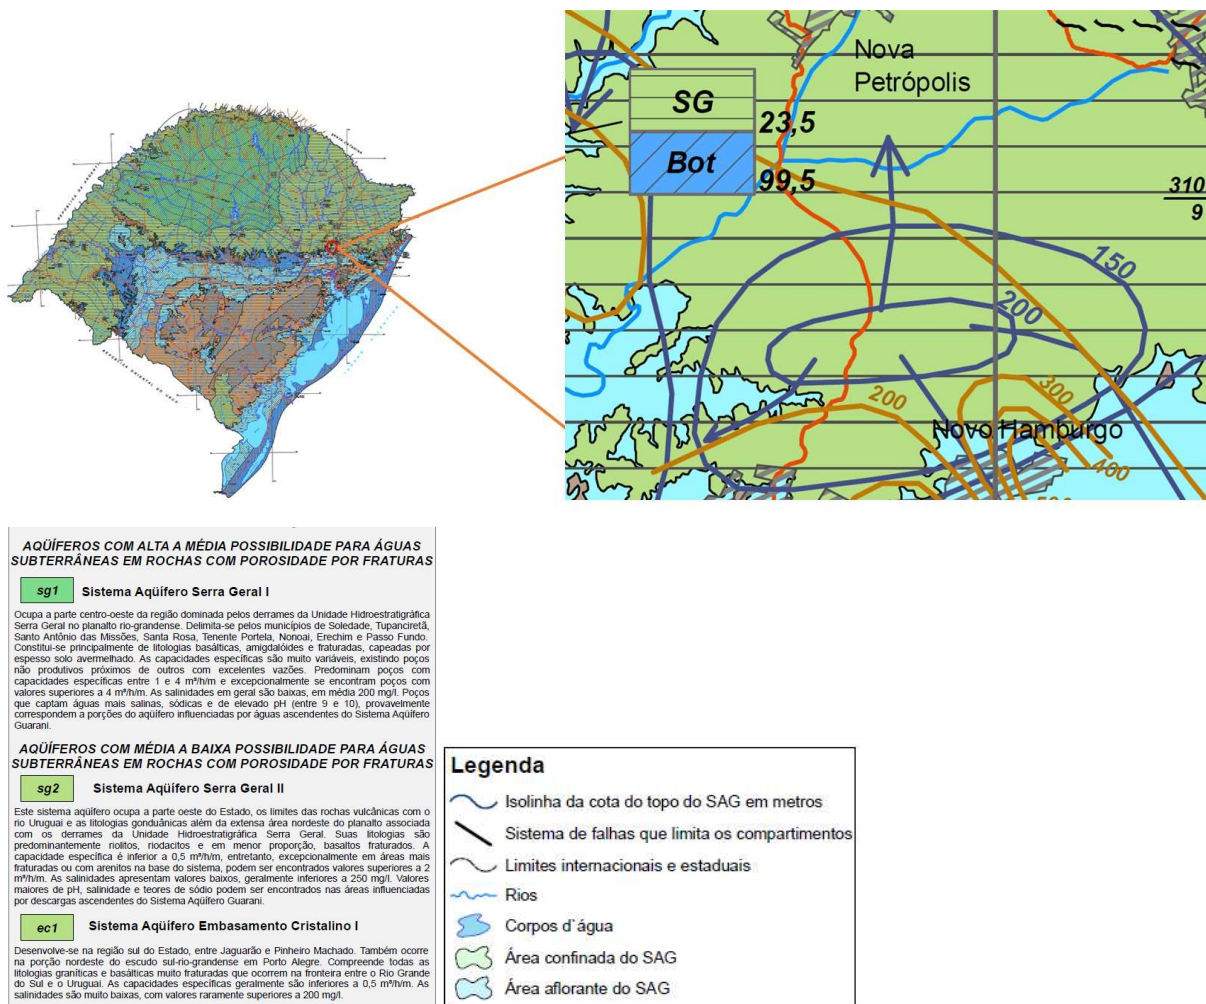 Nova
Petrópolis
SG
23,5
Bot
99,5
310
9
150
200
300
200
Novo Hamburgo
400
AQÜÍFEROS COM ALTA A MÉDIA POSSIBILIDADE PARA ÁGUAS
SUBTERRÂNEAS EM ROCHAS COM POROSIDADE POR FRATURAS
sg1 Sistema Aqüífero Serra Geral I
Ocupa a parte centro-oeste da região dominada pelos derrames da Unidade Hidroestratigráfica
Serra Geral no planalto rio-grandense. Delimita-se pelos municípios de Soledade, Tupanciretã,
Santo Antônio das Missões, Santa Rosa, Tenente Portela, Nonoai, Erechim e Passo Fundo.
Constitui-se principalmente de litologias basálticas, amigdalóides e fraturadas, capeadas por
espesso solo avermelhado. As capacidades específicas são muito variáveis, existindo poços
não produtivos próximos de outros com excelentes vazões. Predominam poços com
capacidades específicas entre 1 e 4 m³/h/m e excepcionalmente se encontram poços com
valores superiores a 4 m³/h/m. As salinidades em geral são baixas, em média 200 mg/l. Poços
que captam águas mais salinas, sódicas e de elevado pH (entre 9 e 10), provavelmente
correspondem a porções do aqüífero influenciadas por águas ascendentes do Sistema Aqüífero
Guarani.
AQÜÍFEROS COM MÉDIA A BAIXA POSSIBILIDADE PARA ÁGUAS
SUBTERRÂNEAS EM ROCHAS COM POROSIDADE POR FRATURAS
sg2 Sistema Aqüífero Serra Geral II
Este sistema aqüífero ocupa a parte oeste do Estado, os limites das rochas vulcânicas com o
rio Uruguai e as litologias gonduânicas além da extensa área nordeste do planalto associada
com os derrames da Unidade Hidroestratigráfica Serra Geral. Suas litologias são
predominantemente riolitos, riodacitos e em menor proporção, basaltos fraturados. A
capacidade específica é inferior a 0,5 m³/h/m, entretanto, excepcionalmente em áreas mais
fraturadas ou com arenitos na base do sistema, podem ser encontrados valores superiores a 2
m³/h/m. As salinidades apresentam valores baixos, geralmente inferiores a 250 mg/l. Valores
maiores de pH, salinidade e teores de sódio podem ser encontrados nas áreas influenciadas
por descargas ascendentes do Sistema Aqüífero Guarani.
ec1 Sistema Aqüífero Embasamento Cristalino I
Desenvolve-se na região sul do Estado, entre Jaguarão e Pinheiro Machado. Também ocorre
na porção nordeste do escudo sul-rio-grandense em Porto Alegre. Compreende todas as
litologias graníticas e basálticas muito fraturadas que ocorrem na fronteira entre o Rio Grande
do Sul e o Uruguai. As capacidades específicas geralmente são inferiores a 0,5 m³/h/m. As
salinidades são muito baixas, com valores raramente superiores a 200 mg/l.
Legenda
Isolinha da cota do topo do SAG em metros
Sistema de falhas que limita os compartimentos
Limites internacionais e estaduais
Rios
Corpos d`água
Área confinada do SAG
Área aflorante do SAG